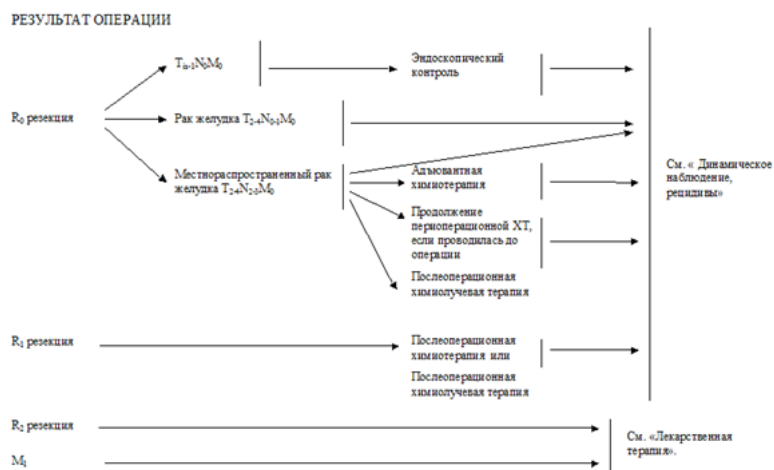 РЕЗУЛЬТАТ ОПЕРАЦИИ
Tis-1N0M0
Эндоскопический
контроль
R0 резекция
Рак желудка T2-4N0-1M0
Местнораспространенный рак
желудка T2-4N2-3M0
Адъювантная
химиотерапия
Продолжение
периоперационной ХТ,
если проводилась до
операции
Послеоперационная
химиолучевая терапия
См. « Динамическое
наблюдение,
рецидивы»
R1 резекция
Послеоперационная
химиотерапия или
Послеоперационная
химиолучевая терапия
R2 резекция
M1
См. «Лекарственная
терапия».